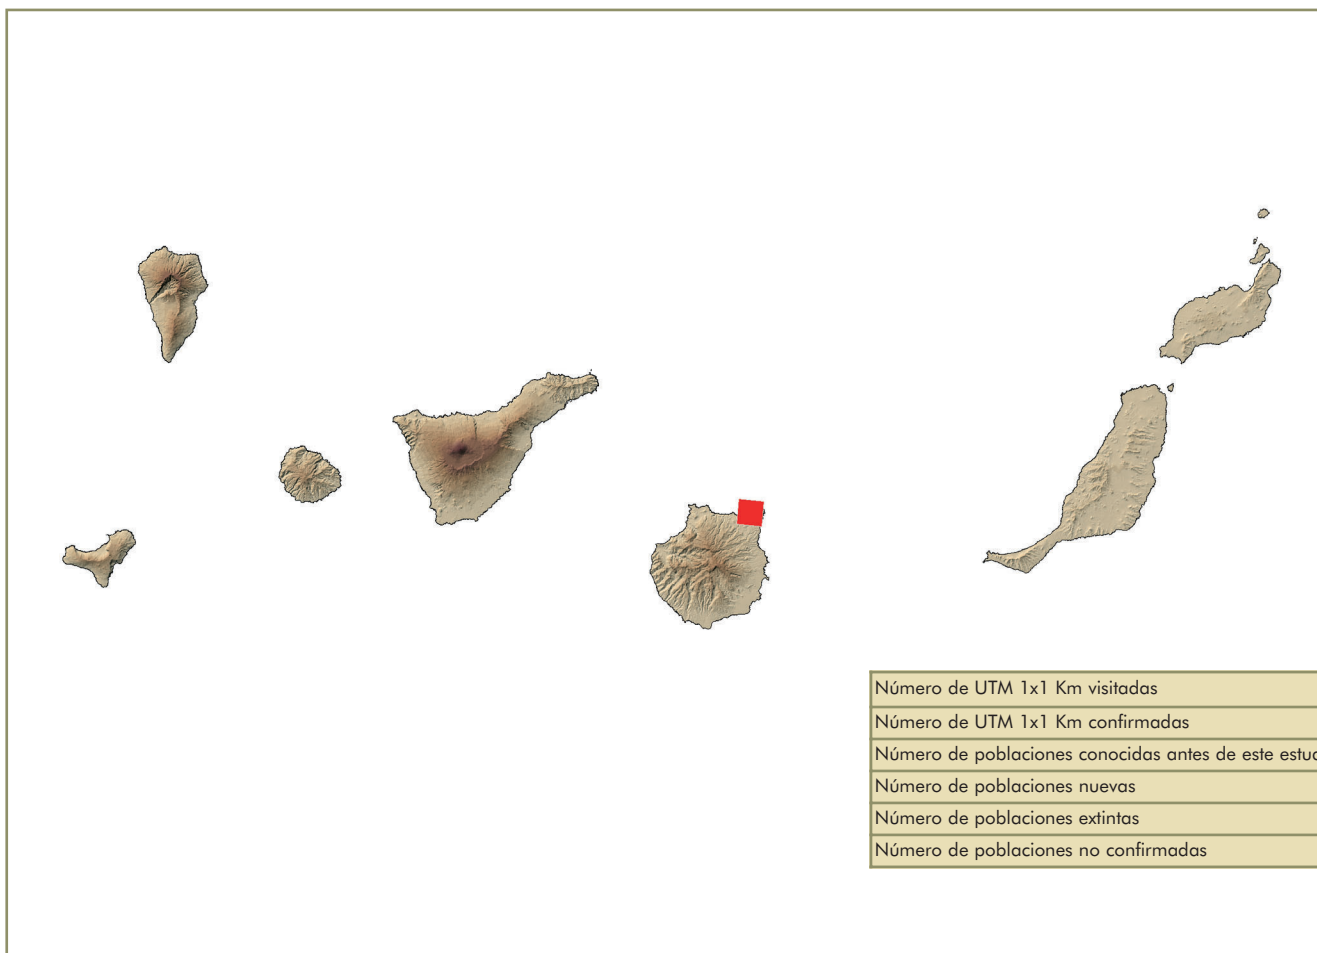 Número de UTM 1x1 Km visitadas
Número de UTM 1x1 Km confirmadas
Número de poblaciones conocidas antes de este
Número de poblaciones nuevas
Número de poblaciones extintas
Número de poblaciones no confirmadas